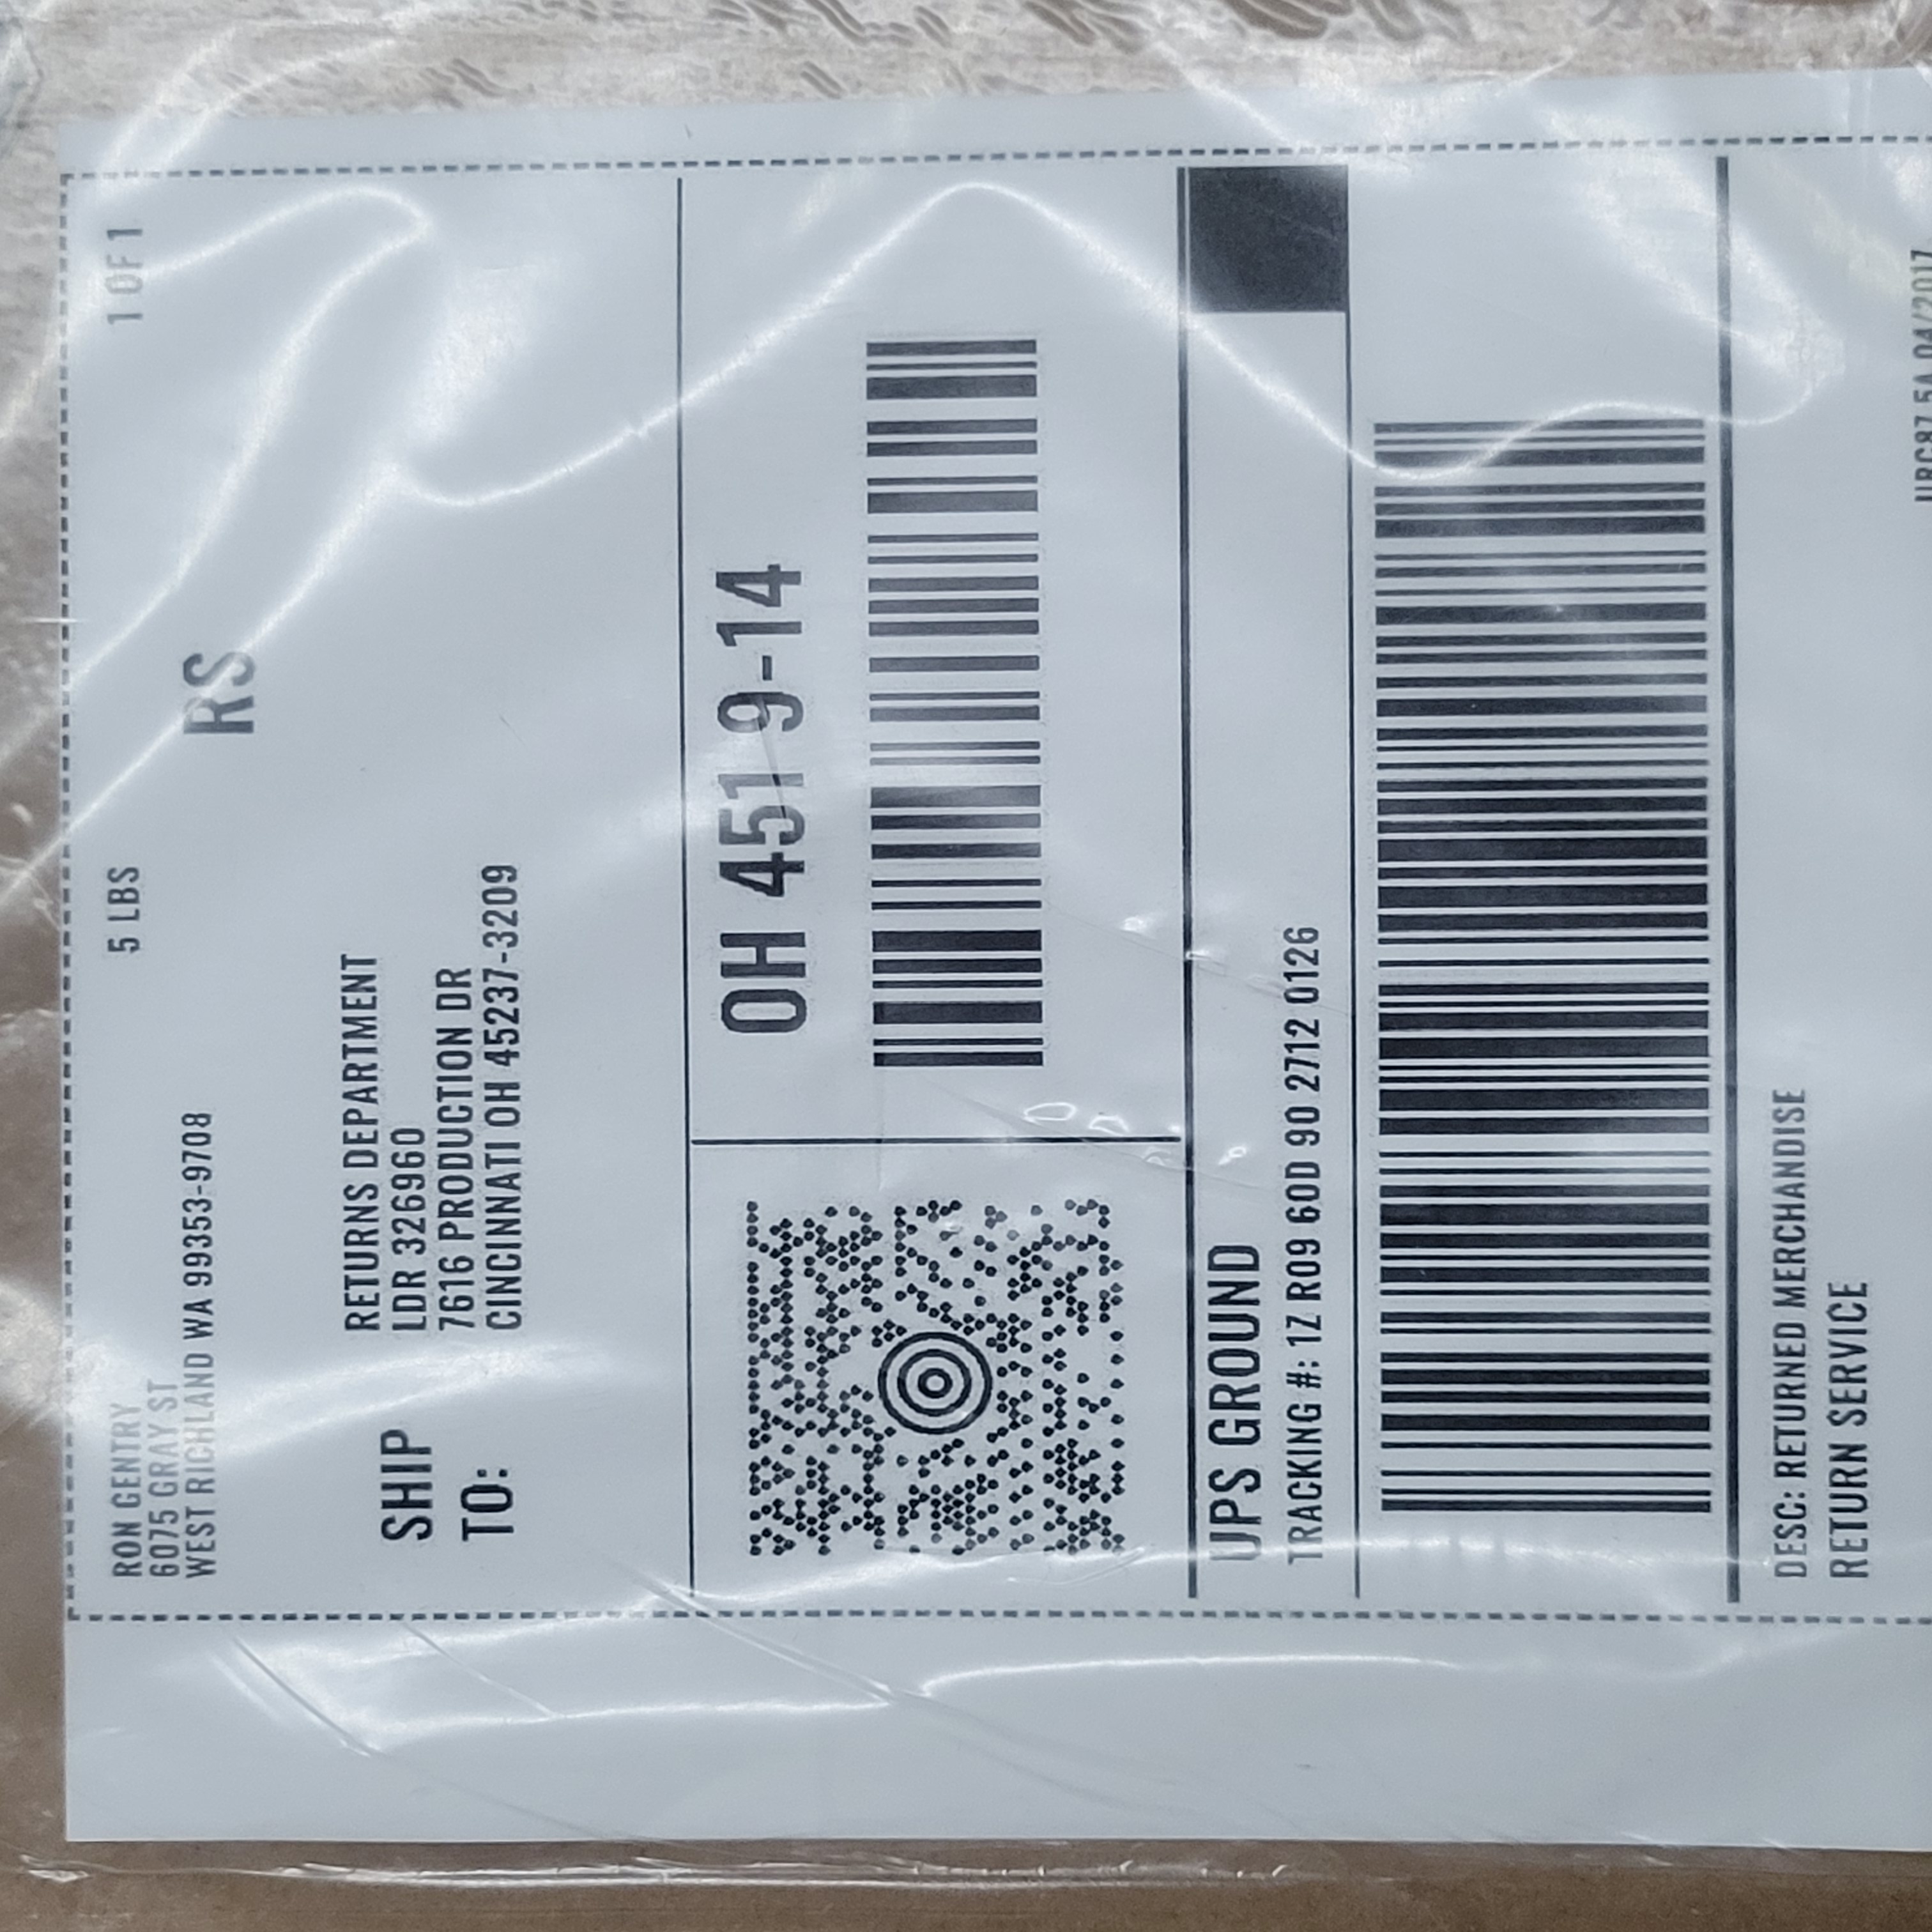 RON GENTRY
6075 GRAY ST
WEST RICHLAND WA 99353-9708
5 LBS
1 OF 1
RS
SHIP
TO:
RETURNS DEPARTMENT
LDR 326960
7616 PRODUCTION DR
CINCINNATI OH 45237-3209
OH 451 9-14
UPS GROUND
TRACKING #: 1Z R09 60D 90 2712 0126
DESC: RETURNED MERCHANDISE
RETURN SERVICE
04/2017